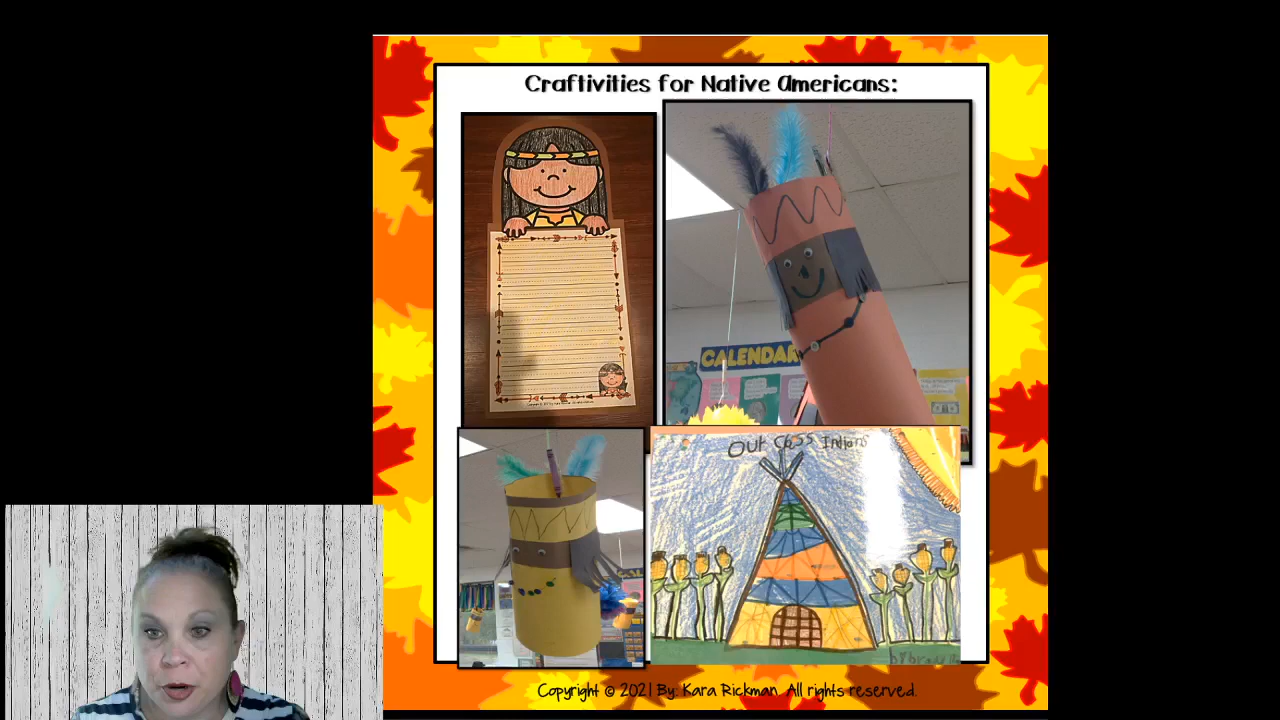 Craftivities for Native Americans:
CALENDAR
Our Class Indians
Copyright © 2021 By: Kara Rickman. All rights reserved.